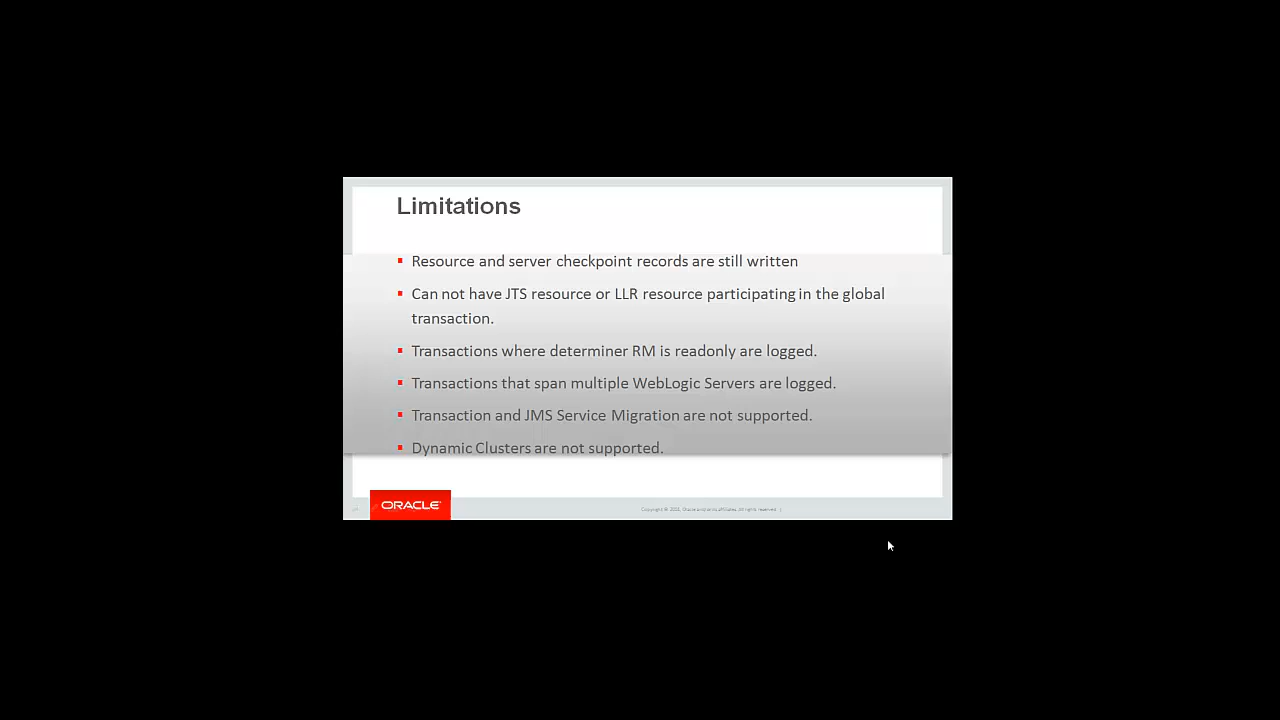 Limitations
Resource and server checkpoint records are still written
Can not have JTS resource or LLR resource participating in the global
transaction.
Transactions where determiner RM is readonly are logged.
Transactions that span multiple WebLogic Servers are logged.
Transaction and JMS Service Migration are not supported.
Dynamic Clusters are not supported.
ORACLE